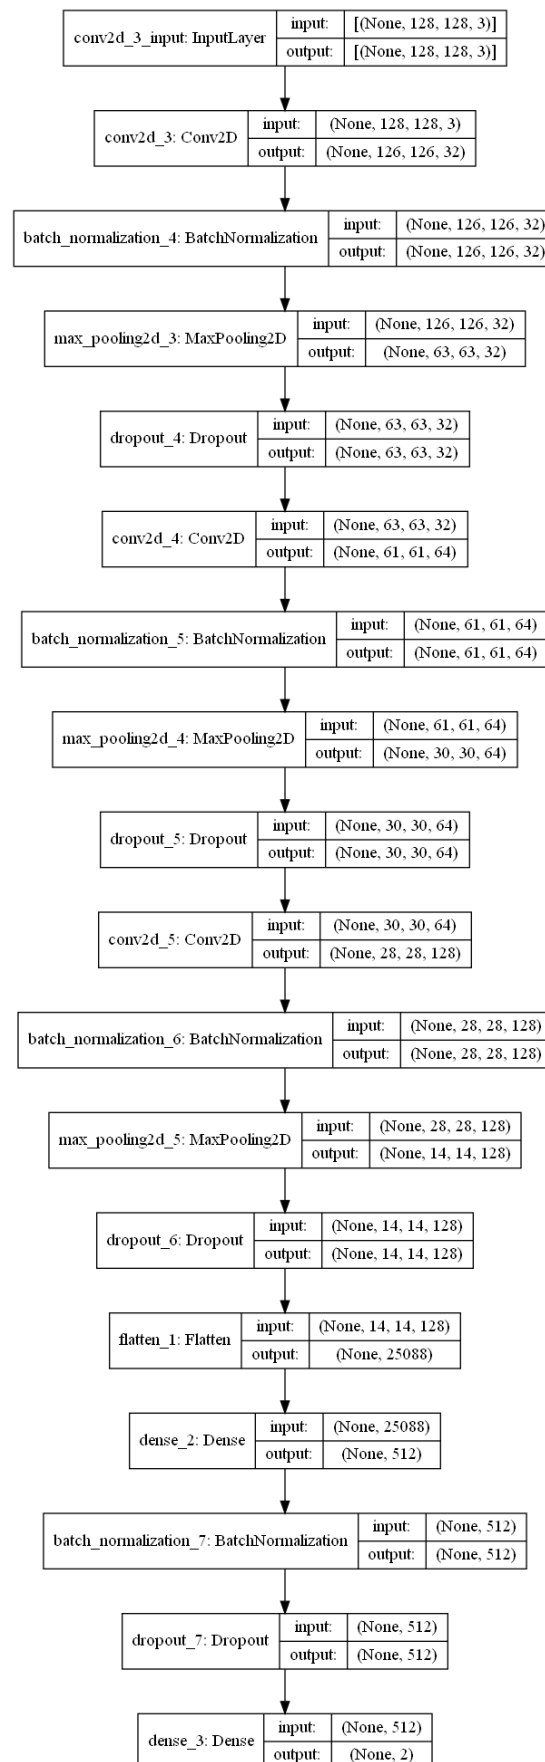 conv2d_3_input: InputLayer
input: [(None, 128, 128, 3)]
output: [(None, 128, 128, 3)]
conv2d_3: Conv2D
input: (None, 128, 128, 3)
output: (None, 126, 126, 32)
batch_normalization_4: BatchNormalization
input: (None, 126, 126, 32)
output: (None, 126, 126, 32)
max_pooling2d_3: MaxPooling2D
input: (None, 126, 126, 32)
output: (None, 63, 63, 32)
dropout_4: Dropout
input: (None, 63, 63, 32)
output: (None, 63, 63, 32)
conv2d_4: Conv2D
input: (None, 63, 63, 32)
output: (None, 61, 61, 64)
batch_normalization_5: BatchNormalization
input: (None, 61, 61, 64)
output: (None, 61, 61, 64)
max_pooling2d_4: MaxPooling2D
input: (None, 61, 61, 64)
output: (None, 30, 30, 64)
dropout_5: Dropout
input: (None, 30, 30, 64)
output: (None, 30, 30, 64)
conv2d_5: Conv2D
input: (None, 30, 30, 64)
output: (None, 28, 28, 128)
batch_normalization_6: BatchNormalization
input: (None, 28, 28, 128)
output: (None, 28, 28, 128)
max_pooling2d_5: MaxPooling2D
input: (None, 28, 28, 128)
output: (None, 14, 14, 128)
dropout_6: Dropout
input: (None, 14, 14, 128)
output: (None, 14, 14, 128)
flatten_1: Flatten
input: (None, 14, 14, 128)
output: (None, 25088)
dense_2: Dense
input: (None, 25088)
output: (None, 512)
batch_normalization_7: BatchNormalization
input: (None, 512)
output: (None, 512)
dropout_7: Dropout
input: (None, 512)
output: (None, 512)
dense_3: Dense
input: (None, 512)
output: (None, 2)